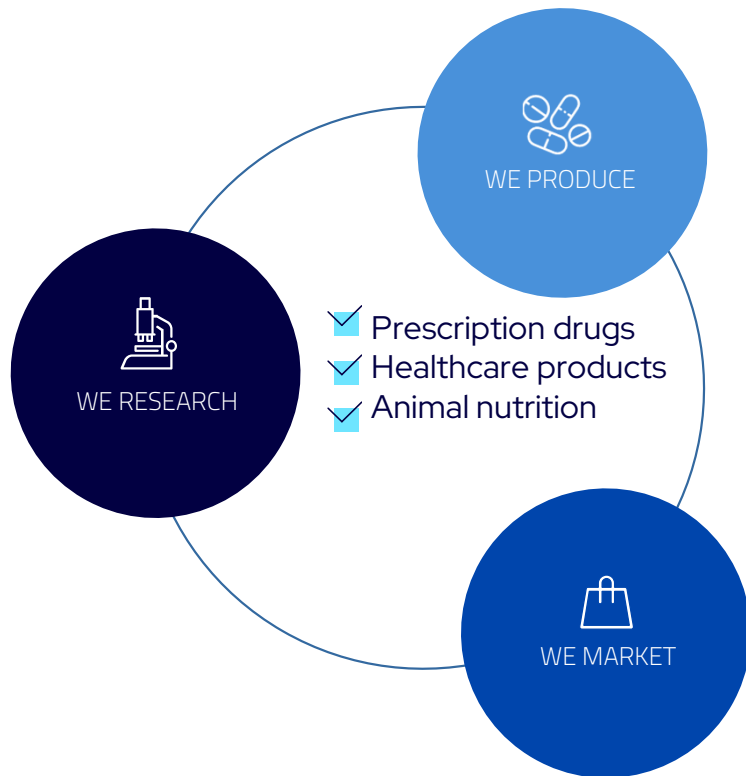 WE PRODUCE
WE RESEARCH
Prescription drugs
Healthcare products
Animal nutrition
WE MARKET